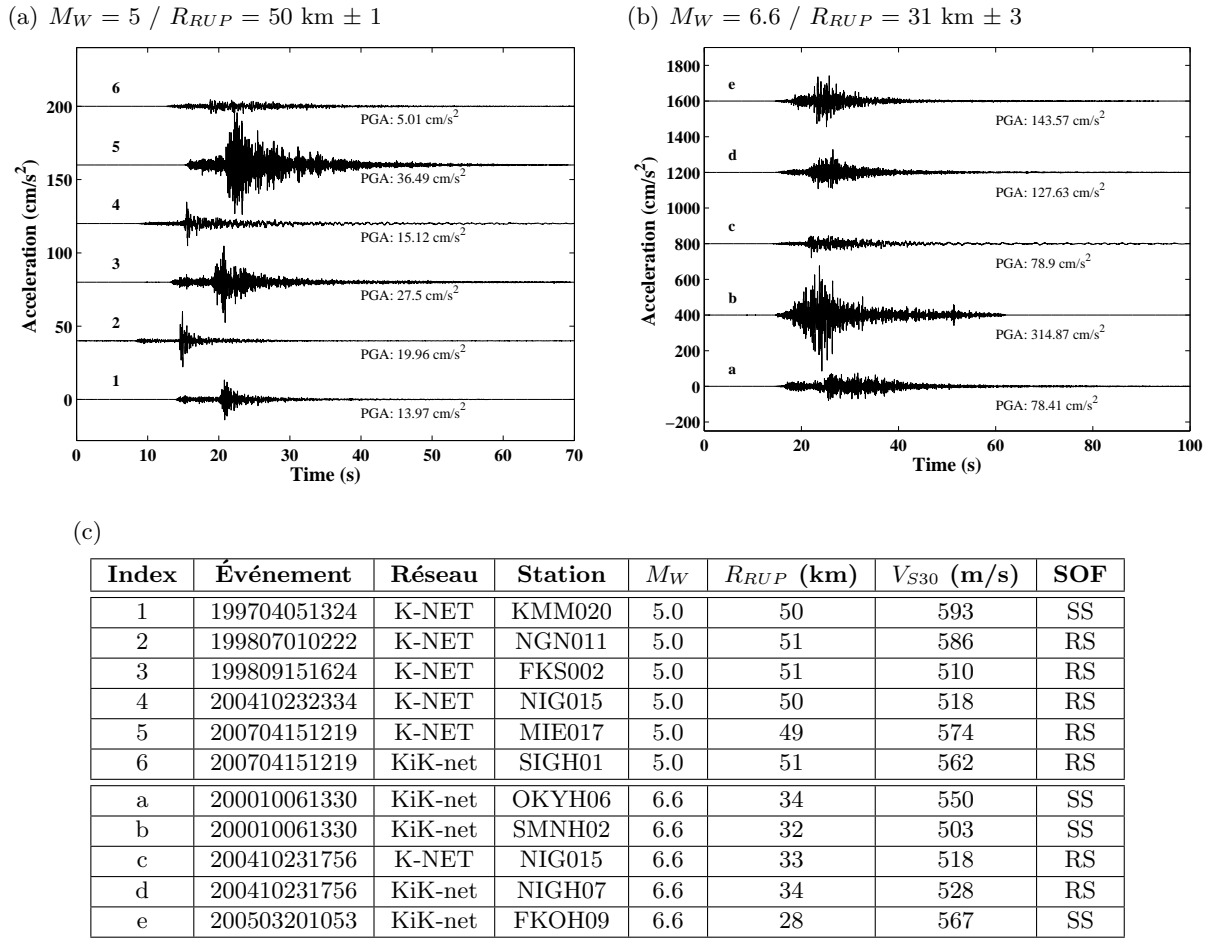 (a) M_W = 5 / R_RUP = 50 km ± 1
(b) M_W = 6.6 / R_RUP = 31 km ± 3
6
200
PGA: 5.01 cm/s²
5
150
PGA: 36.49 cm/s²
4
PGA: 15.12 cm/s²
100
3
PGA: 27.5 cm/s²
50
2
PGA: 19.96 cm/s²
1
0
PGA: 13.97 cm/s²
Acceleration (cm/s²)
0 10 20 30 40 50 60 70
Time (s)
1800
e
1600
PGA: 143.57 cm/s²
1400
d
1200
PGA: 127.63 cm/s²
1000
c
800
PGA: 78.9 cm/s²
600
b
400
PGA: 314.87 cm/s²
200
a
0
PGA: 78.41 cm/s²
−200
Acceleration (cm/s²)
0 20 40 60 80 100
Time (s)
(c)
Index Événement Réseau Station M_W R_RUP (km) V_S30 (m/s) SOF
1 199704051324 K-NET KMM020 5.0 50 593 SS
2 199807010222 K-NET NGN011 5.0 51 586 RS
3 199809151624 K-NET FKS002 5.0 51 510 RS
4 200410232334 K-NET NIG015 5.0 50 518 RS
5 200704151219 K-NET MIE017 5.0 49 574 RS
6 200704151219 KiK-net SIGH01 5.0 51 562 RS
a 200010061330 KiK-net OKYH06 6.6 34 550 SS
b 200010061330 KiK-net SMNH02 6.6 32 503 SS
c 200410231756 K-NET NIG015 6.6 33 518 RS
d 200410231756 KiK-net NIGH07 6.6 34 528 RS
e 200503201053 KiK-net FKOH09 6.6 28 567 SS